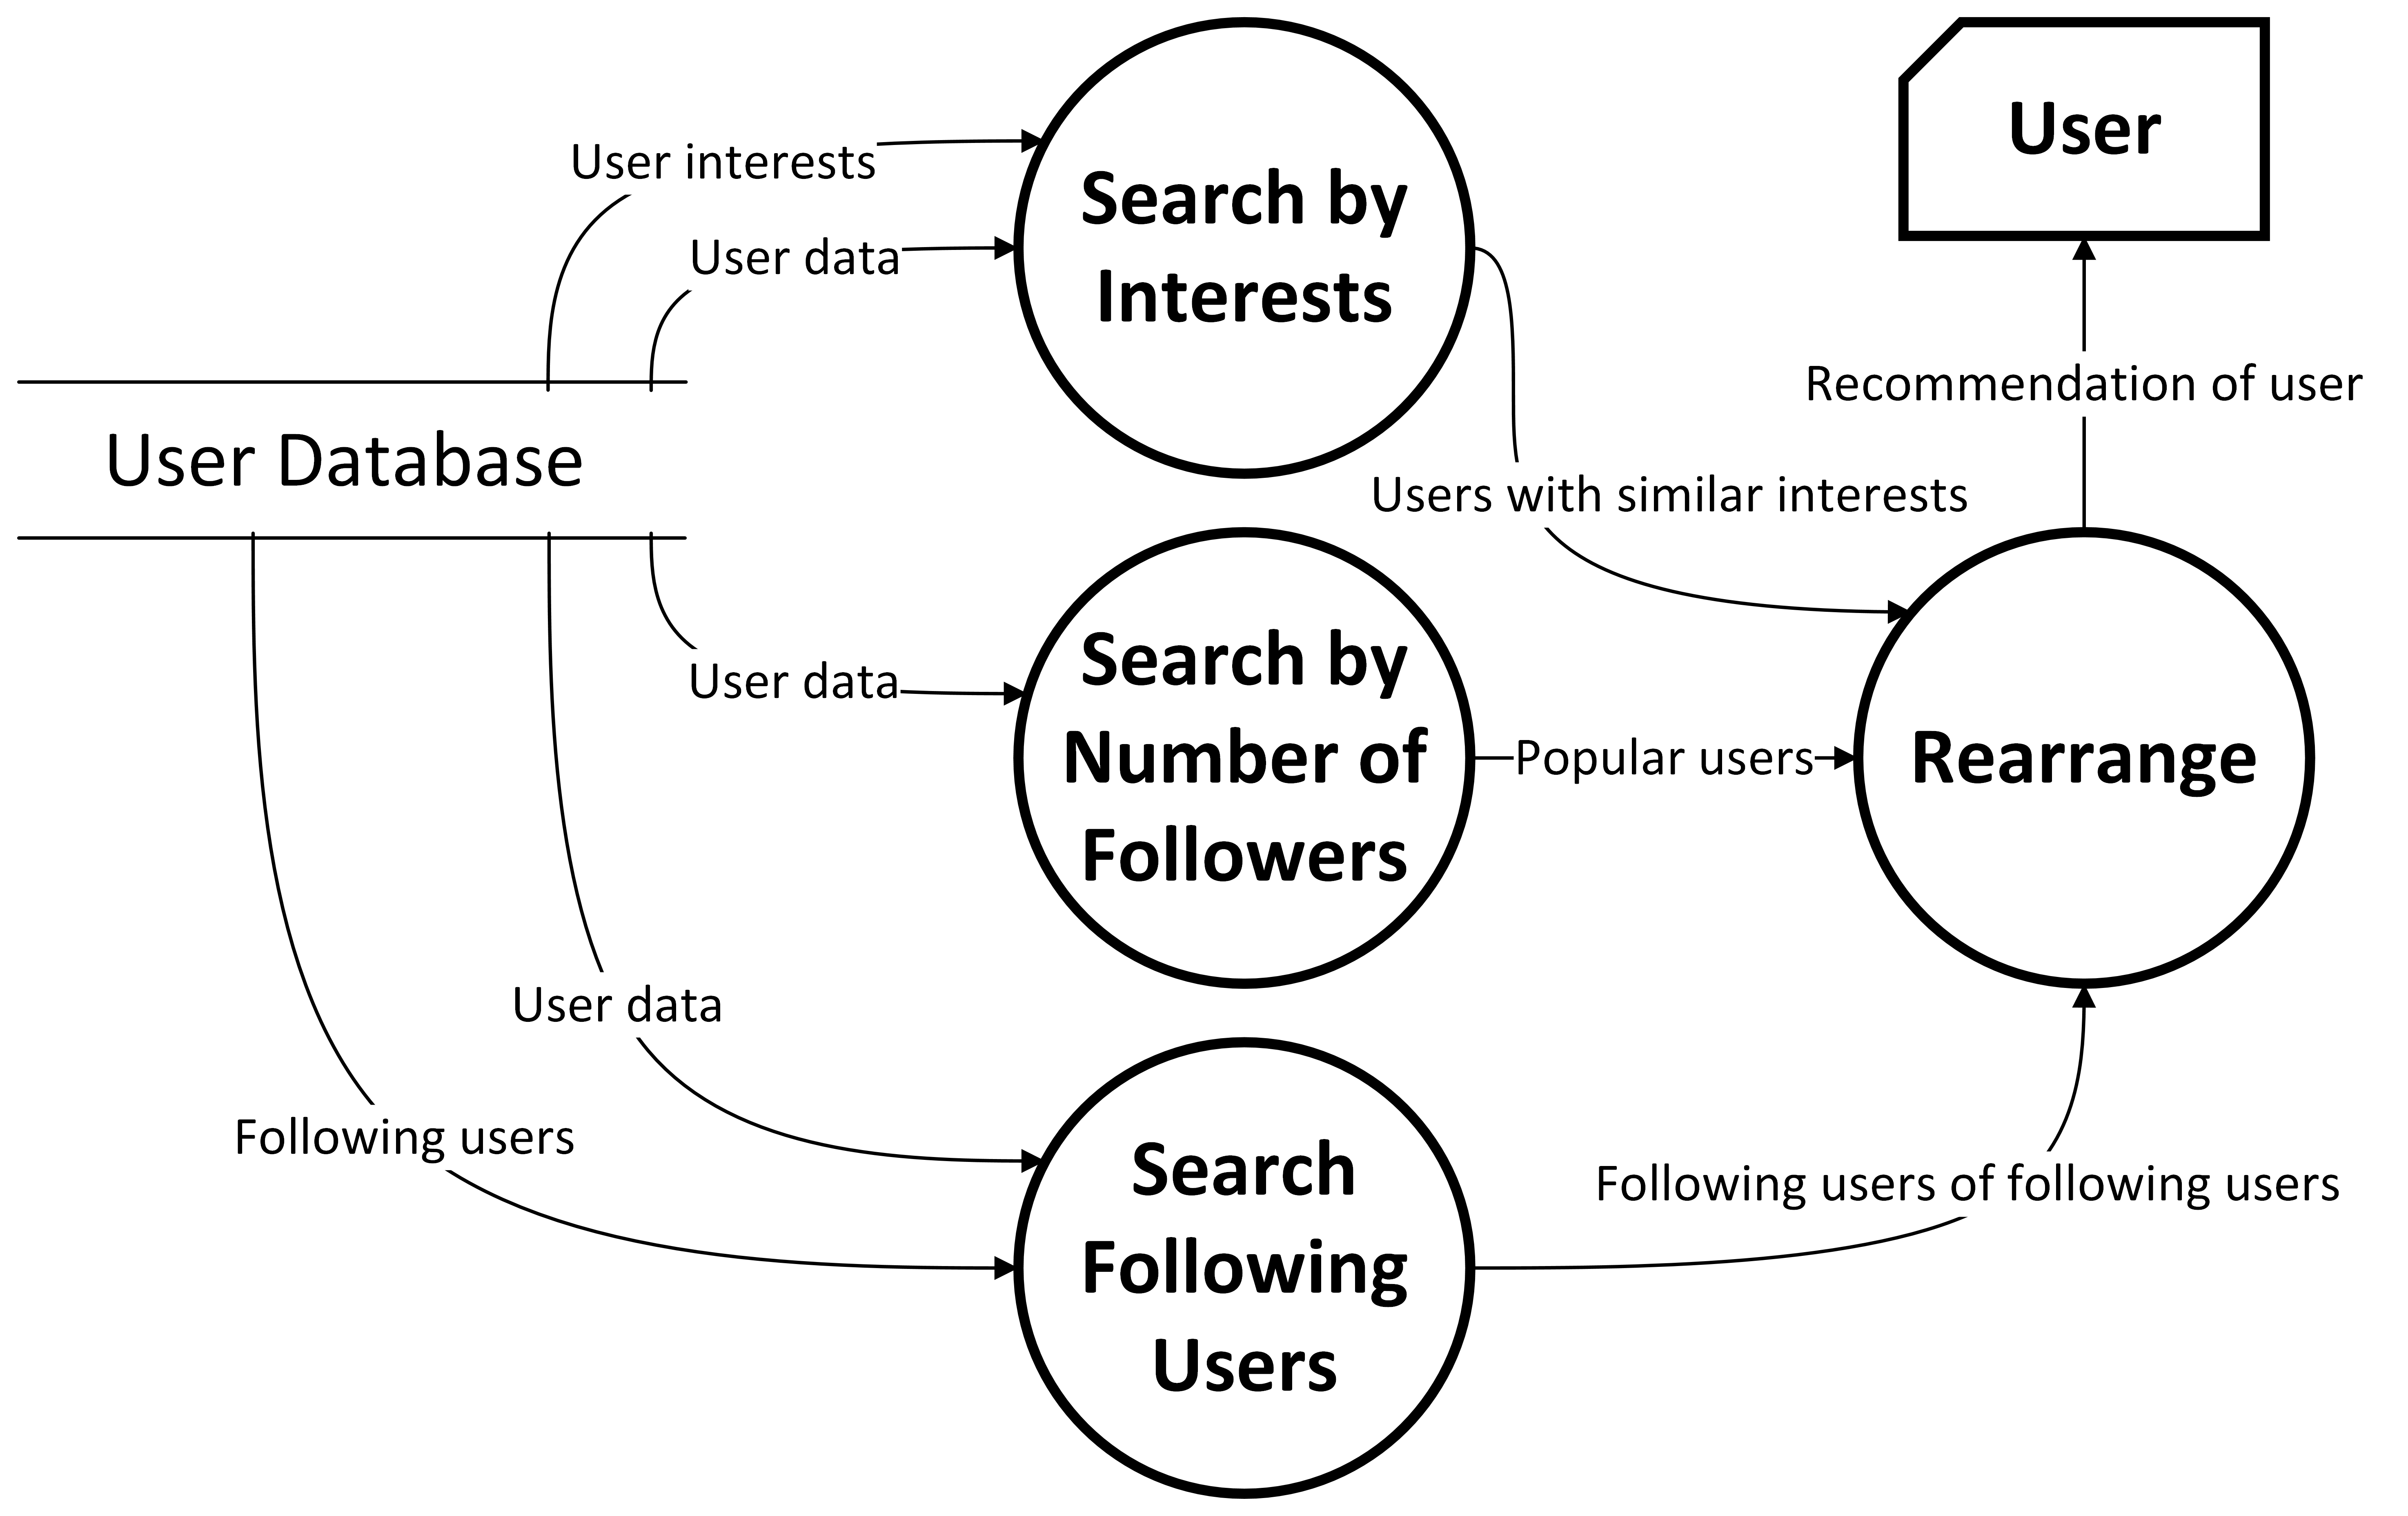 User interests
User data
Search by
Interests
User
User Database
Recommendation of user
Users with similar interests
User data
Search by
Number of
Followers
Popular users
Rearrange
User data
Following users
Search
Following
Users
Following users of following users